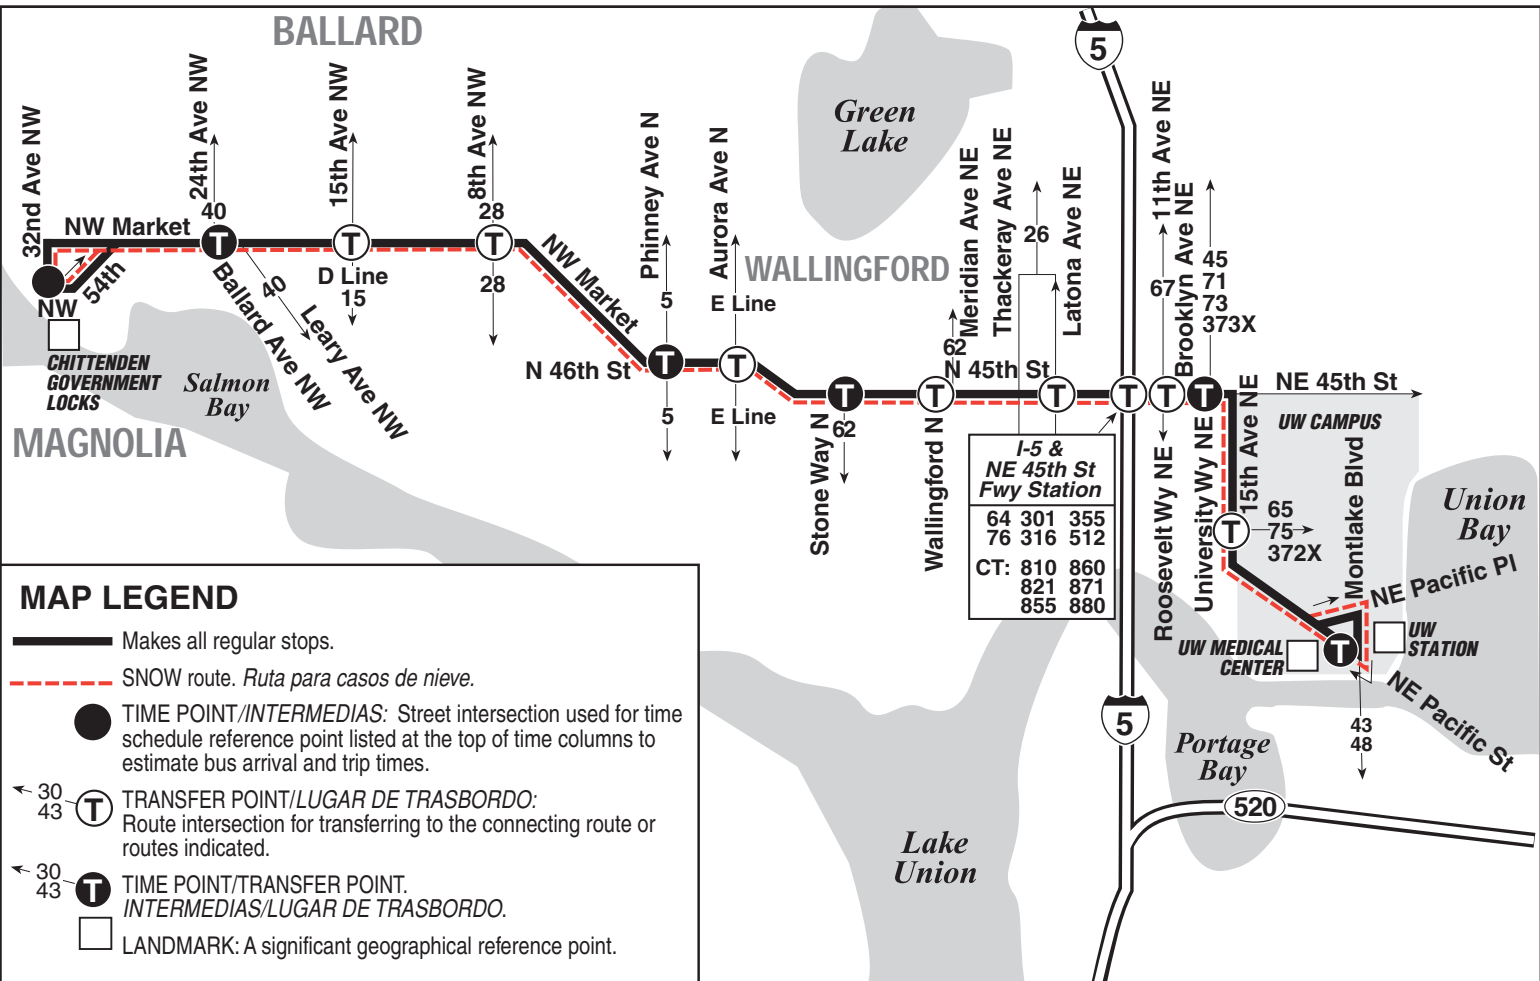 BALLARD
5
32nd Ave NW
24th Ave NW
15th Ave NW
8th Ave NW
Phinney Ave N
Aurora Ave N
Green
Lake
Meridian Ave NE
Thackeray Ave NE
Latona Ave NE
11th Ave NE
Brooklyn Ave NE
NW Market
40
T
T
28
T
NW Market
26
67
45
71
73
373X
NW
54th
D Line
15
40
28
5
E Line
WALLINGFORD
62
Ballard Ave NW
Leary Ave NW
CHITTENDEN
GOVERNMENT
LOCKS
Salmon
Bay
N 46th St
T
T
N 45th St
T
T
T
T
T
T
NE 45th St
MAGNOLIA
5
E Line
62
Stone Way N
Wallingford N
I-5 &
NE 45th St
Fwy Station
64 301 355
76 316 512
CT: 810 860
821 871
855 880
Roosevelt Wy NE
University Wy NE
15th Ave NE
UW CAMPUS
Montlake Blvd
Union
Bay
T
65
75
372X
NE Pacific Pl
UW MEDICAL
CENTER
T
UW
STATION
NE Pacific St
43
48
5
Portage
Bay
520
Lake
Union
MAP LEGEND
Makes all regular stops.
SNOW route. Ruta para casos de nieve.
TIME POINT/INTERMEDIAS: Street intersection used for time
schedule reference point listed at the top of time columns to
estimate bus arrival and trip times.
30
43
T
TRANSFER POINT/LUGAR DE TRASBORDO:
Route intersection for transferring to the connecting route or
routes indicated.
30
43
T
TIME POINT/TRANSFER POINT.
INTERMEDIAS/LUGAR DE TRASBORDO.
LANDMARK: A significant geographical reference point.